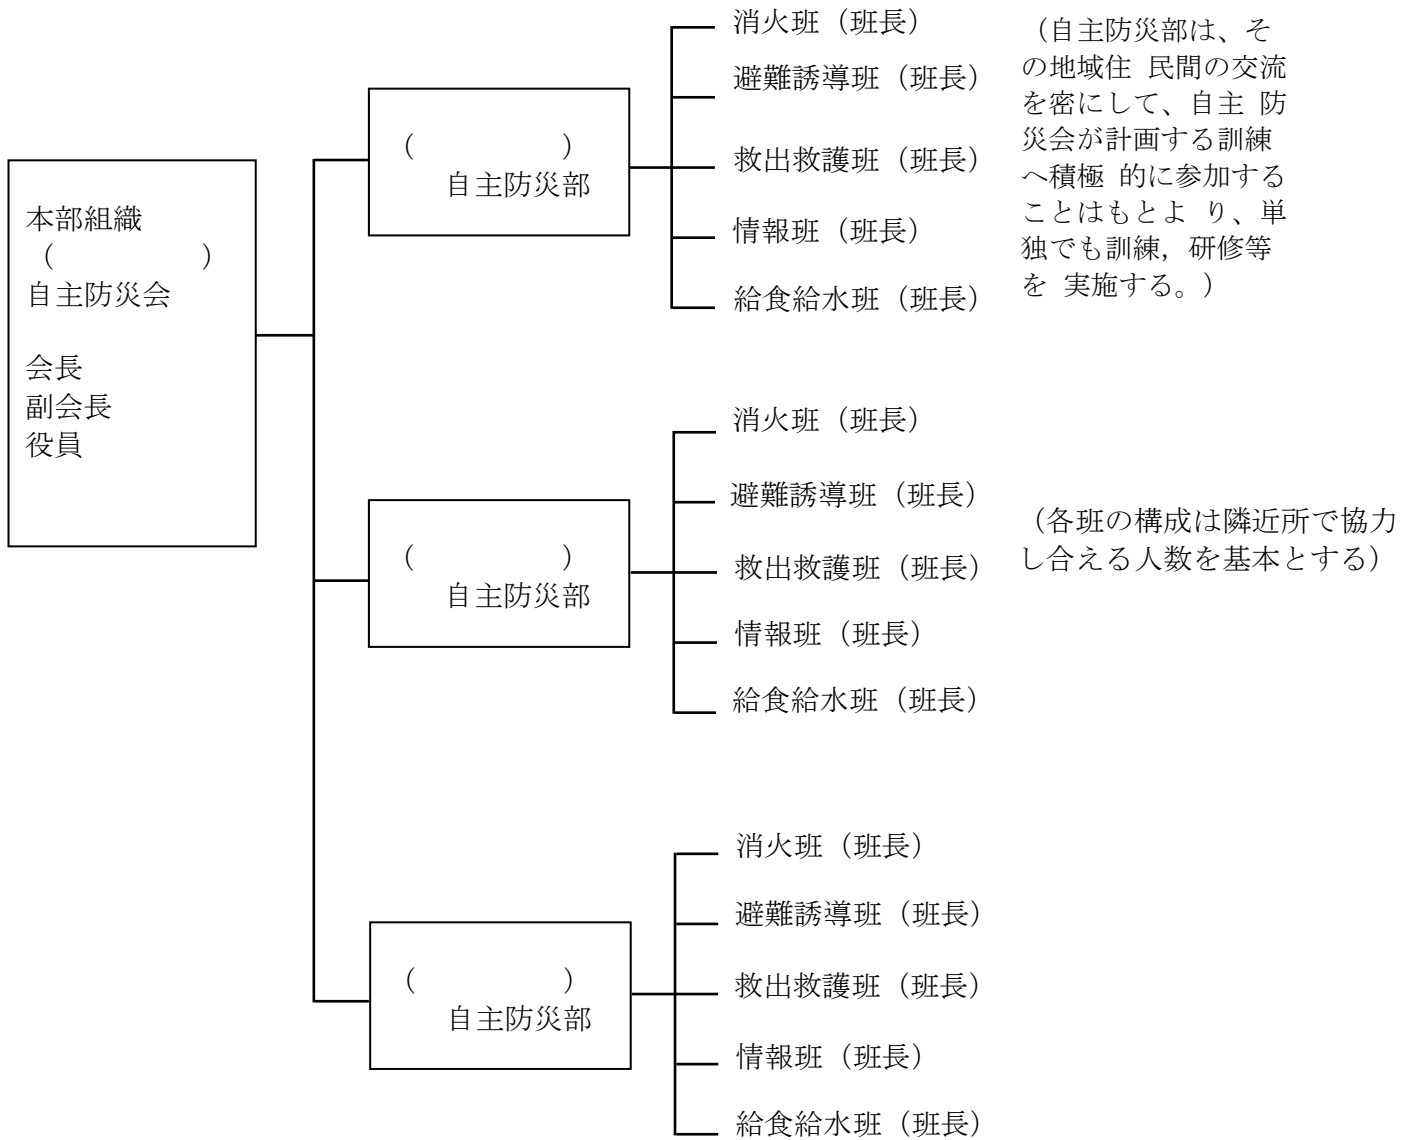 本部組織
（　　　　　）
自主防災会
会長
副会長
役員
（　　　　　）
自主防災部
消火班（班長）
避難誘導班（班長）
救出救護班（班長）
情報班（班長）
給食給水班（班長）
（自主防災部は、そ
の地域住 民間の交流
を密にして、自主 防
災会が計画する訓練
へ積極 的に参加する
ことはもとよ り、単
独でも訓練，研修等
を 実施する。）
（　　　　　）
自主防災部
消火班（班長）
避難誘導班（班長）
救出救護班（班長）
情報班（班長）
給食給水班（班長）
（各班の構成は隣近所で協力
し合える人数を基本とする）
（　　　　　）
自主防災部
消火班（班長）
避難誘導班（班長）
救出救護班（班長）
情報班（班長）
給食給水班（班長）